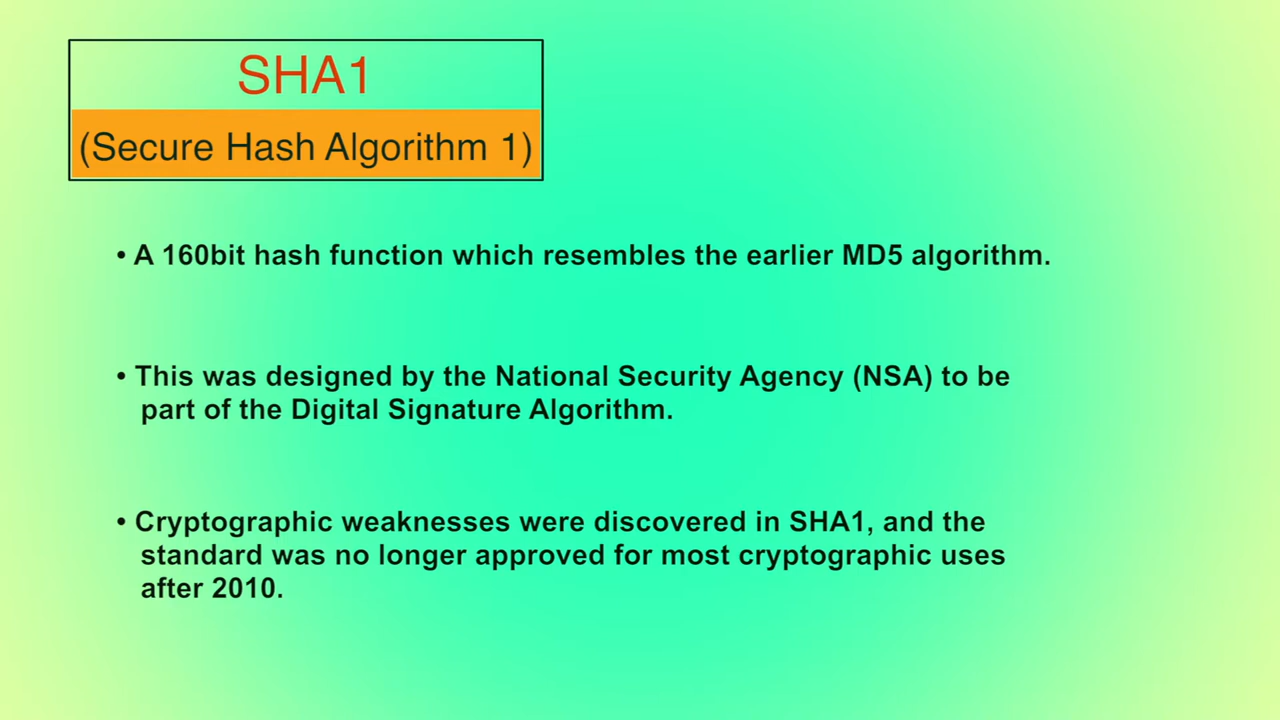 SHA1
(Secure Hash Algorithm 1)
• A 160bit hash function which resembles the earlier MD5 algorithm.
• This was designed by the National Security Agency (NSA) to be
part of the Digital Signature Algorithm.
• Cryptographic weaknesses were discovered in SHA1, and the
standard was no longer approved for most cryptographic uses
after 2010.